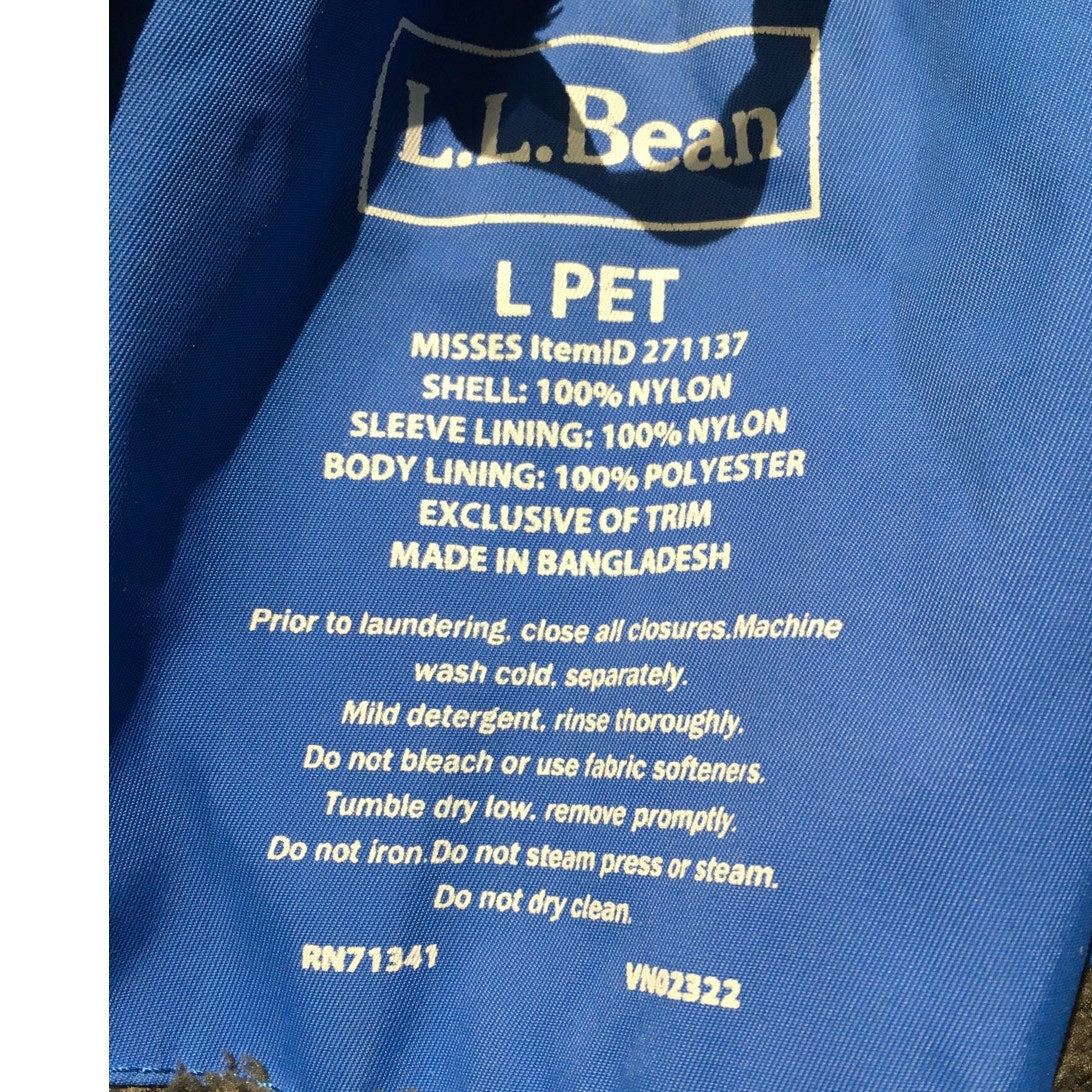 L.L.Bean
L PET
MISSES ItemID 271137
SHELL: 100% NYLON
SLEEVE LINING: 100% NYLON
BODY LINING: 100% POLYESTER
EXCLUSIVE OF TRIM
MADE IN BANGLADESH
Prior to laundering, close all closures.Machine
wash cold, separately.
Mild detergent, rinse thoroughly.
Do not bleach or use fabric softeners.
Tumble dry low, remove promptly.
Do not iron.Do not steam press or steam.
Do not dry clean.
RN71341
VN02322